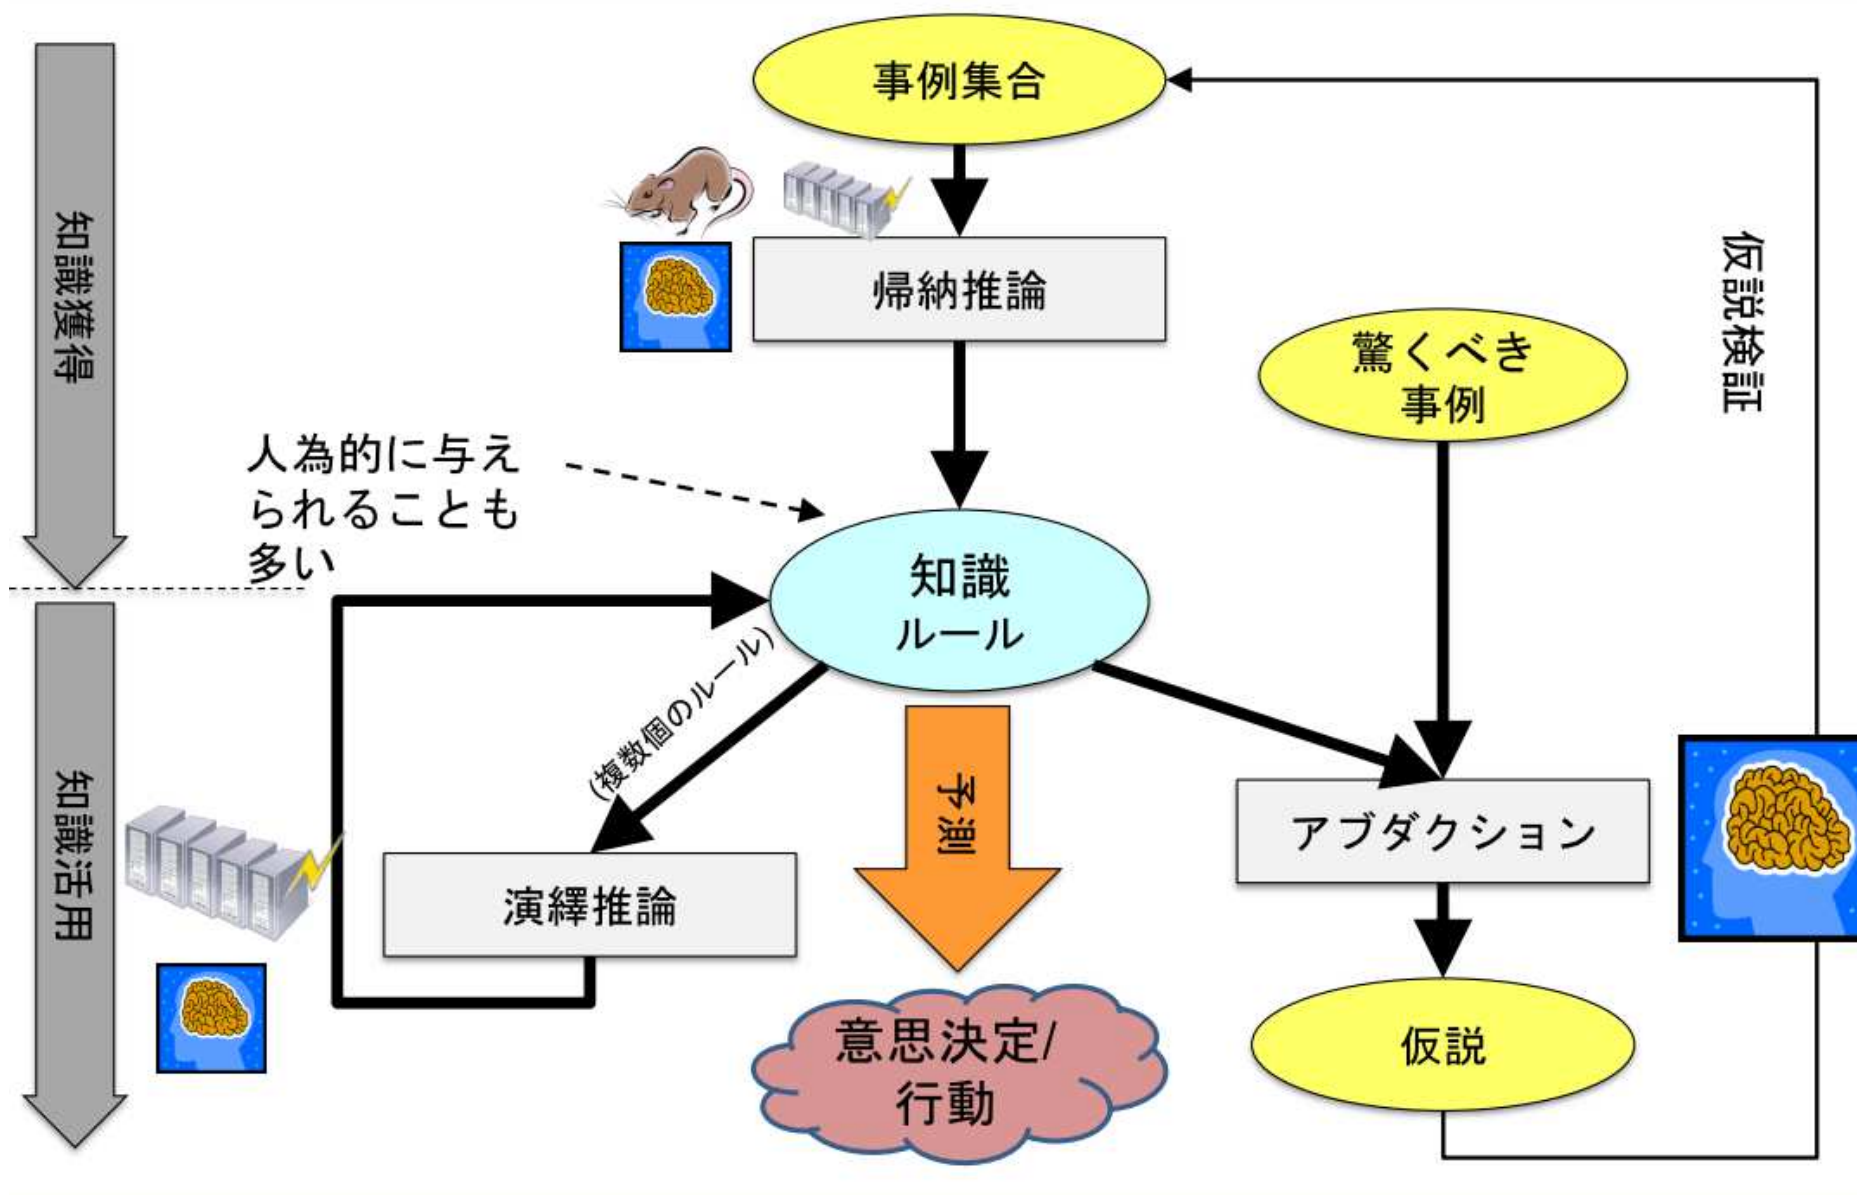 事例集合
知識獲得
帰納推論
仮説検証
驚くべき
事例
人為的に与え
られることも
多い
知識
ルール
(複数個のルール)
知識活用
予測
アブダクション
演繹推論
意思決定/
行動
仮説